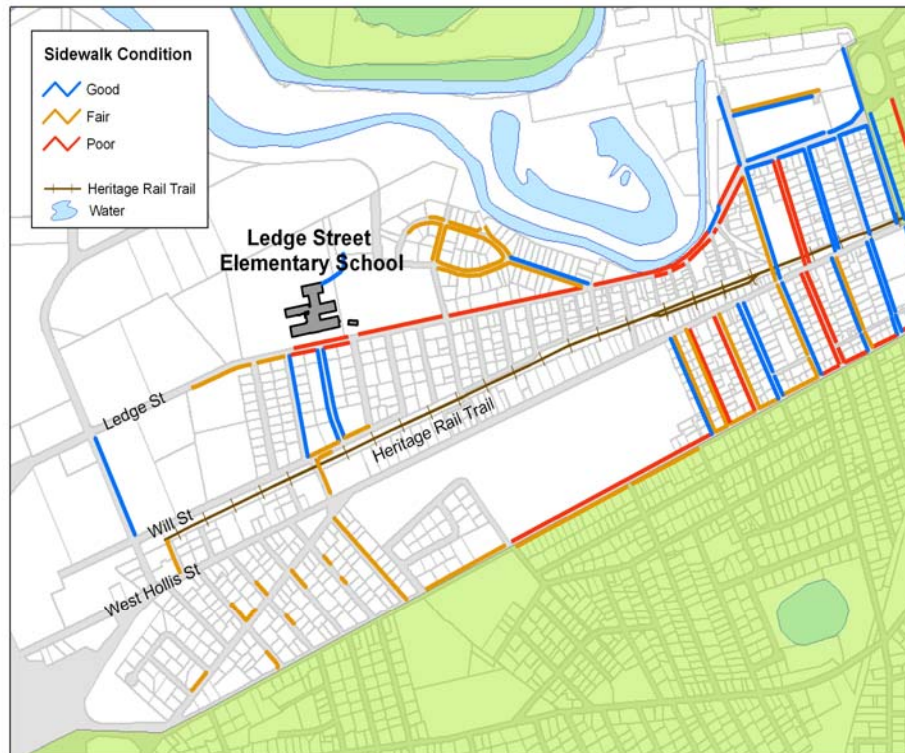 Sidewalk Condition
Good
Fair
Poor
Heritage Rail Trail
Water
Ledge Street
Elementary School
Ledge St
Heritage Rail Trail
Will St
West Hollis St